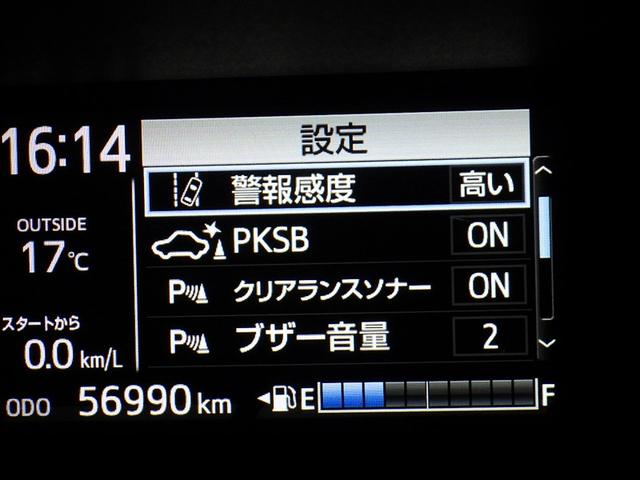 16:14
設定
警報感度 高い
OUTSIDE
17℃
PKSB ON
P クリアランスソナー ON
スタートから
0.0 km/L
P ブザー音量 2
ODO 56990 km
E F